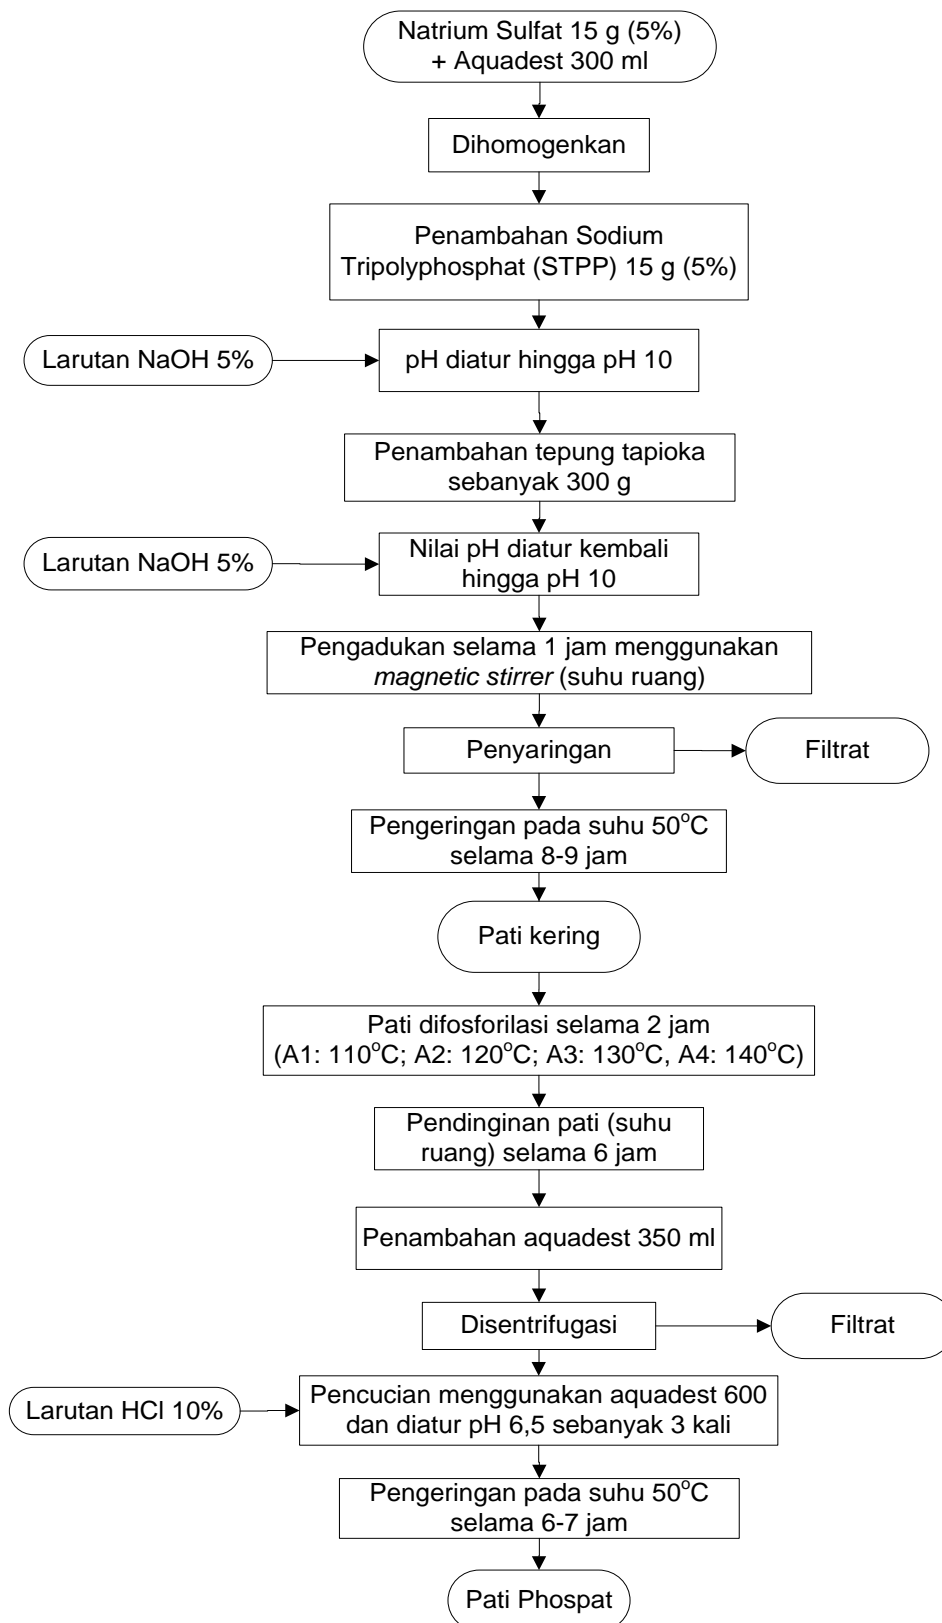 Natrium Sulfat 15 g (5%)
+ Aquadest 300 ml
Dihomogenkan
Penambahan Sodium
Tripolyphosphat (STPP) 15 g (5%)
Larutan NaOH 5%
pH diatur hingga pH 10
Penambahan tepung tapioka
sebanyak 300 g
Larutan NaOH 5%
Nilai pH diatur kembali
hingga pH 10
Pengadukan selama 1 jam menggunakan
magnetic stirrer (suhu ruang)
Penyaringan
Filtrat
Pengeringan pada suhu 50°C
selama 8-9 jam
Pati kering
Pati difosforilasi selama 2 jam
(A1: 110°C; A2: 120°C; A3: 130°C, A4: 140°C)
Pendinginan pati (suhu
ruang) selama 6 jam
Penambahan aquadest 350 ml
Disentrifugasi
Filtrat
Larutan HCl 10%
Pencucian menggunakan aquadest 600
dan diatur pH 6,5 sebanyak 3 kali
Pengeringan pada suhu 50°C
selama 6-7 jam
Pati Phospat